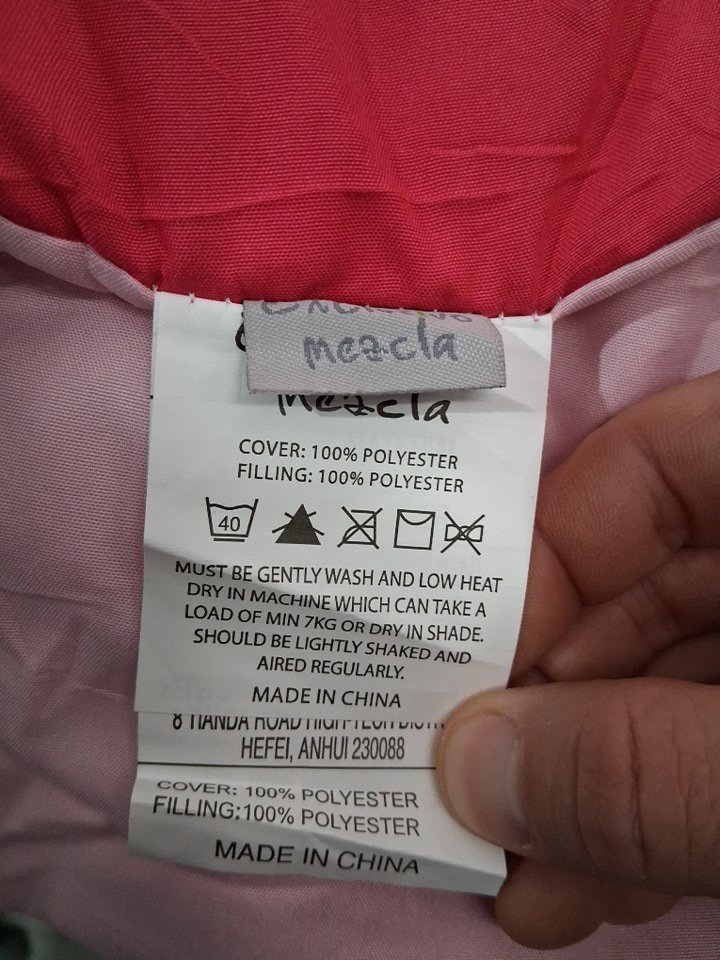 mezcla
mezcla
COVER: 100% POLYESTER
FILLING: 100% POLYESTER
40
MUST BE GENTLY WASH AND LOW HEAT
DRY IN MACHINE WHICH CAN TAKE A
LOAD OF MIN 7KG OR DRY IN SHADE.
SHOULD BE LIGHTLY SHAKED AND
AIRED REGULARLY.
MADE IN CHINA
HEFEI, ANHUI 230088
COVER: 100% POLYESTER
FILLING:100% POLYESTER
MADE IN CHINA